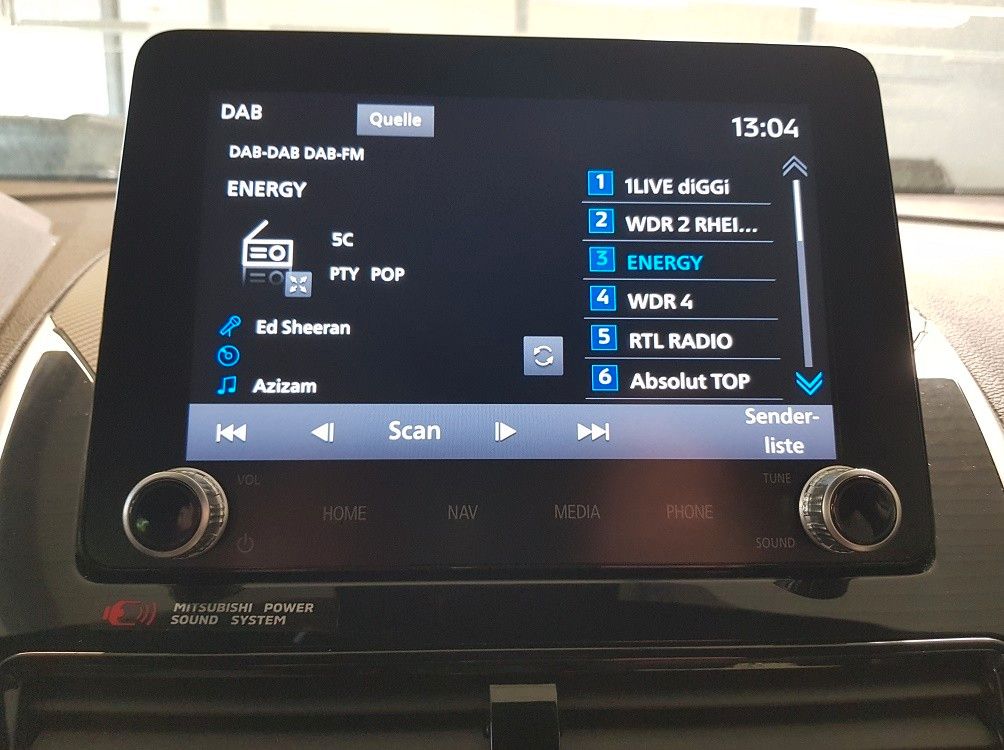 DAB
Quelle
13:04
DAB-DAB DAB-FM
ENERGY
5C
PTY POP
Ed Sheeran
Azizam
1 1LIVE diGGi
2 WDR 2 RHEI...
3 ENERGY
4 WDR 4
5 RTL RADIO
6 Absolut TOP
Scan
Sender-
liste
VOL
TUNE
HOME
NAV
MEDIA
PHONE
SOUND
MITSUBISHI POWER
SOUND SYSTEM